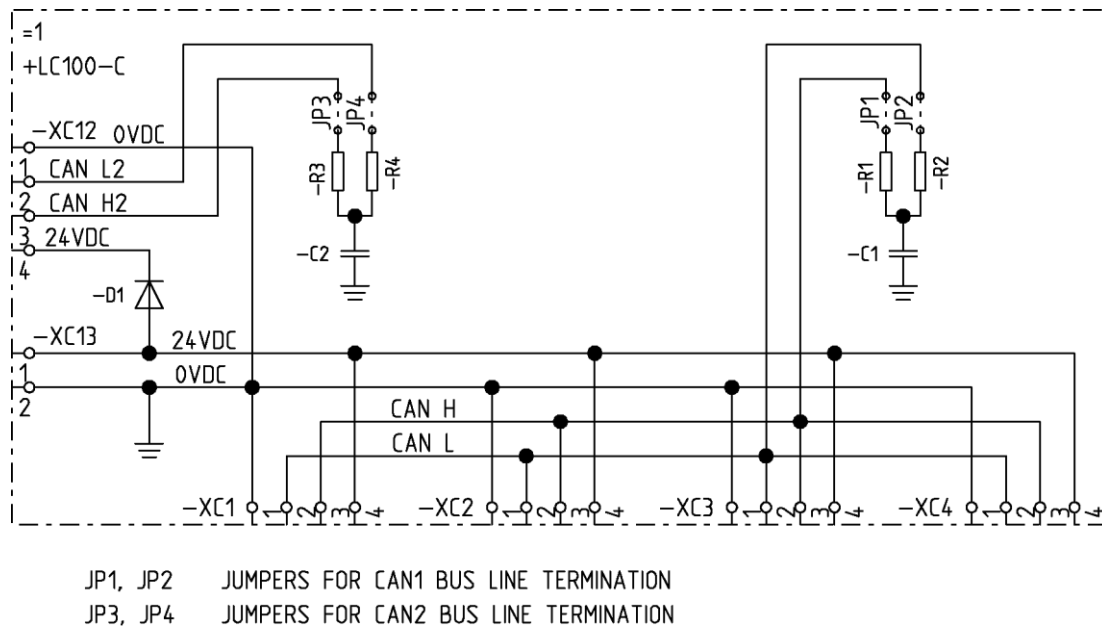 =1
+LC100-C
-XC12 0VDC
1 CAN L2
2 CAN H2
3 24VDC
4
-D1
JP3
JP4
-R3
-R4
-C2
JP1
JP2
-R1
-R2
-C1
-XC13 24VDC
1 0VDC
2
CAN H
CAN L
-XC1 1 2 3 4 -XC2 1 2 3 4 -XC3 1 2 3 4 -XC4 1 2 3 4
JP1, JP2 JUMPERS FOR CAN1 BUS LINE TERMINATION
JP3, JP4 JUMPERS FOR CAN2 BUS LINE TERMINATION